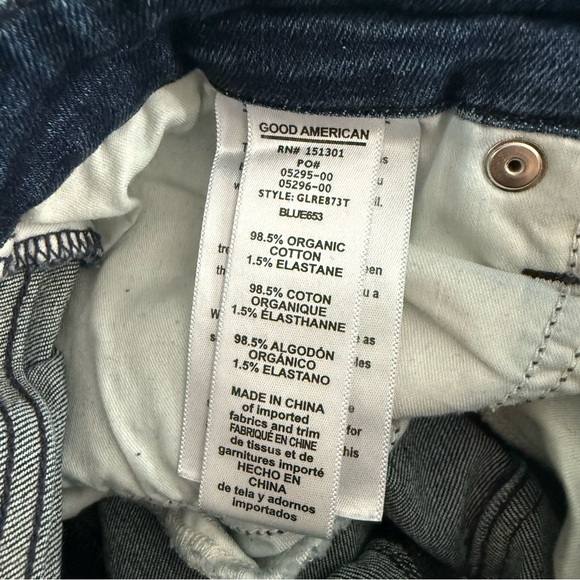 GOOD AMERICAN
RN# 151301
PO#
05295-00
05296-00
STYLE: GLRE873T
BLUE653
98.5% ORGANIC
COTTON
1.5% ELASTANE
98.5% COTON
ORGANIQUE
1.5% ÉLASTHANNE
98.5% ALGODÓN
ORGÁNICO
1.5% ELASTANO
MADE IN CHINA
of imported
fabrics and trim
FABRIQUÉ EN CHINE
de tissus et de
garnitures importé
HECHO EN
CHINA
de tela y adornos
importados